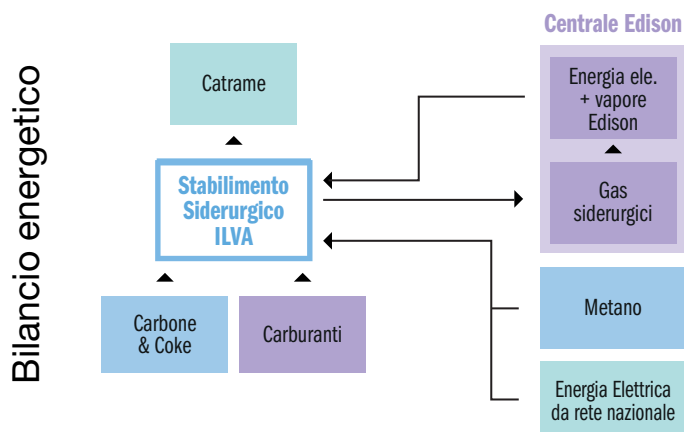 Bilancio energetico
Centrale Edison
Catrame
Energia ele.
+ vapore
Edison
Stabilimento
Siderurgico
ILVA
Gas
siderurgici
Carbone
& Coke
Carburanti
Metano
Energia Elettrica
da rete nazionale